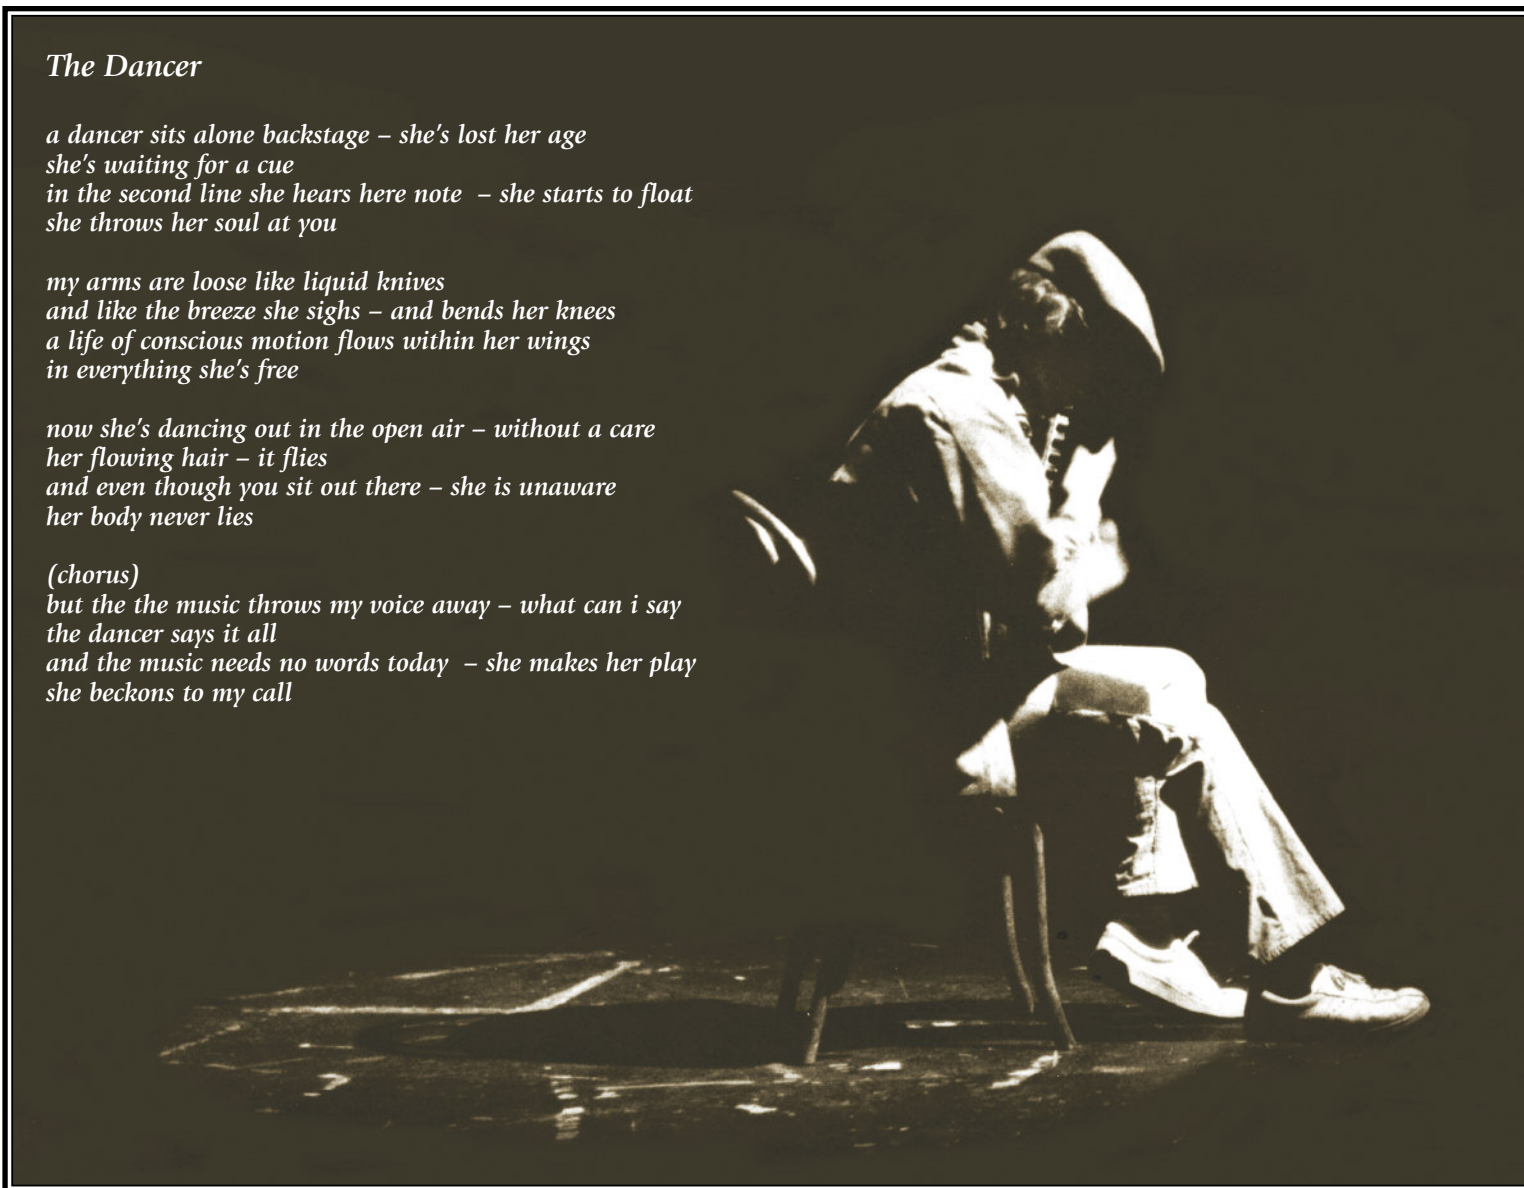 The Dancer
a dancer sits alone backstage – she's lost her age
she's waiting for a cue
in the second line she hears here note – she starts to float
she throws her soul at you
my arms are loose like liquid knives
and like the breeze she sighs – and bends her knees
a life of conscious motion flows within her wings
in everything she's free
now she's dancing out in the open air – without a care
her flowing hair – it flies
and even though you sit out there – she is unaware
her body never lies
(chorus)
but the the music throws my voice away – what can i say
the dancer says it all
and the music needs no words today – she makes her play
she beckons to my call